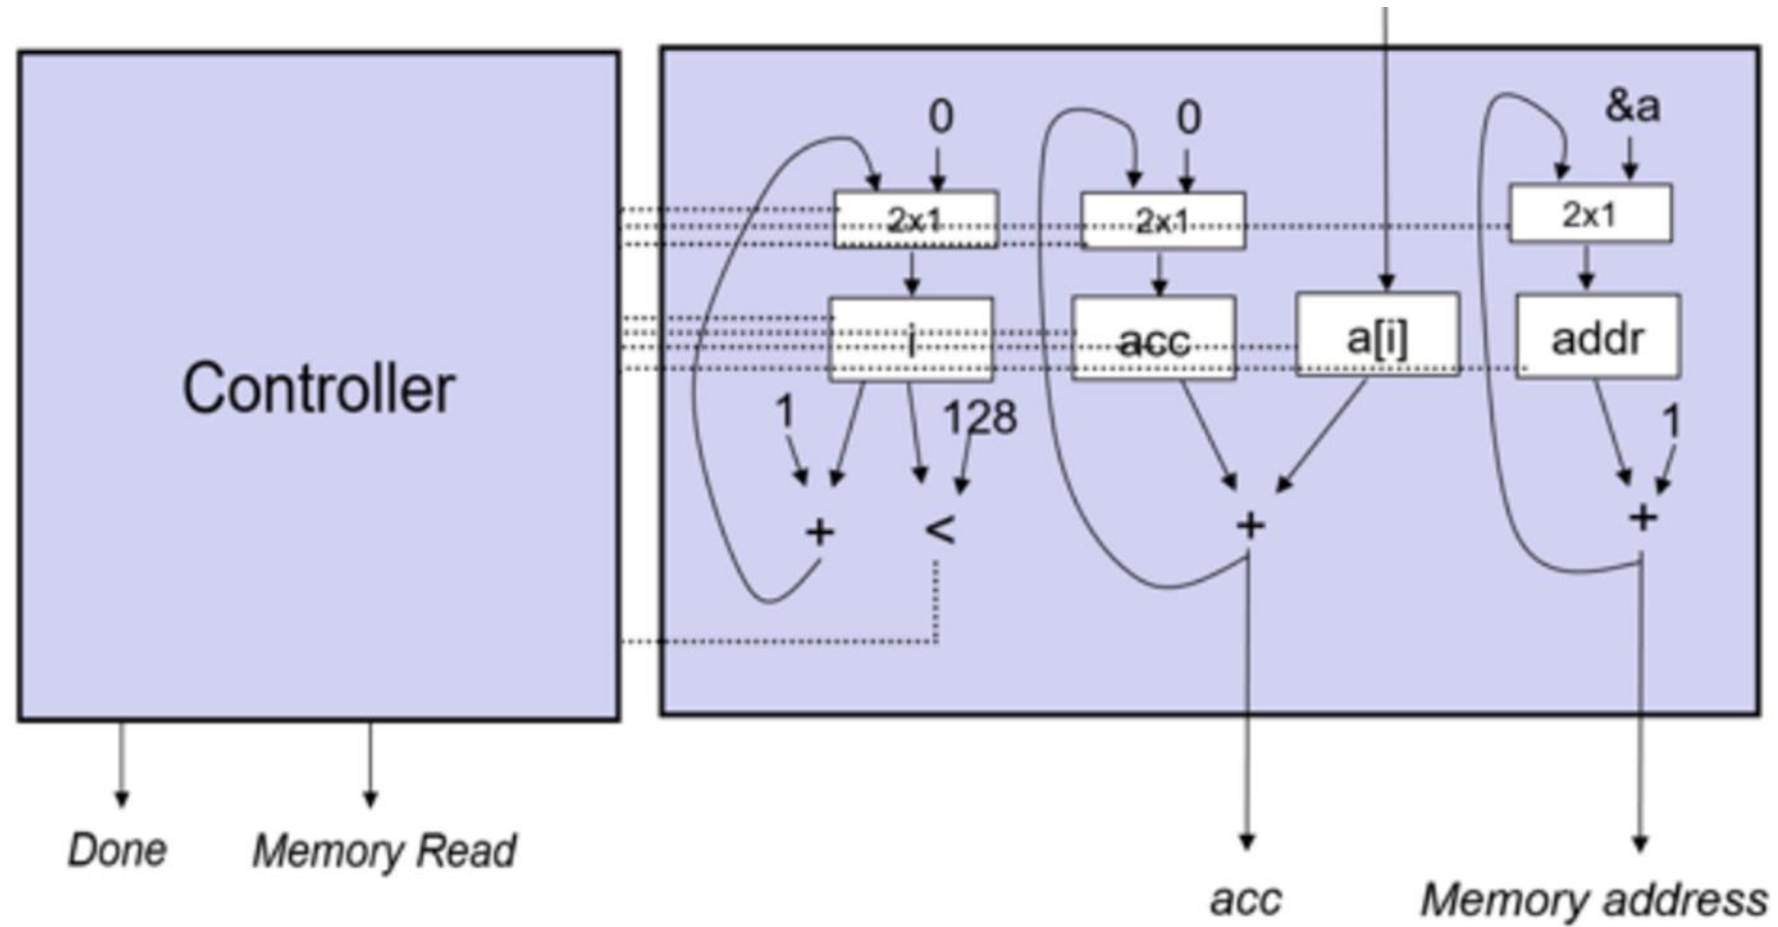 0 0 &a
2x1 2x1 2x1
i acc a[i] addr
Controller
1 128 1
+ < + +
Done Memory Read
acc Memory address